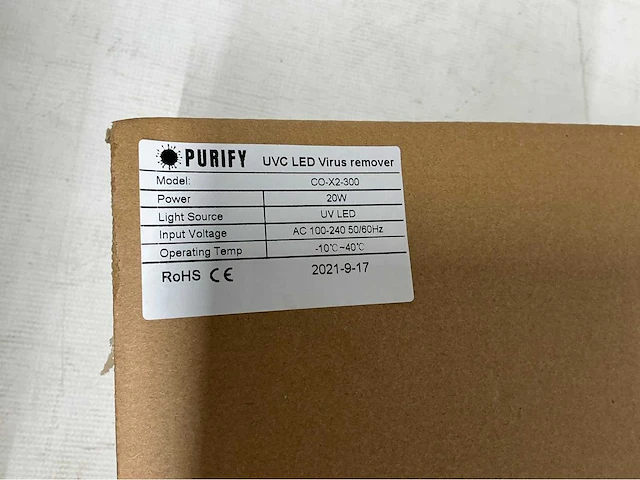 PURIFY UVC LED Virus remover
Model: CO-X2-300
Power 20W
Light Source UV LED
Input Voltage AC 100-240 50/60Hz
Operating Temp -10℃~40℃
RoHS CE 2021-9-17